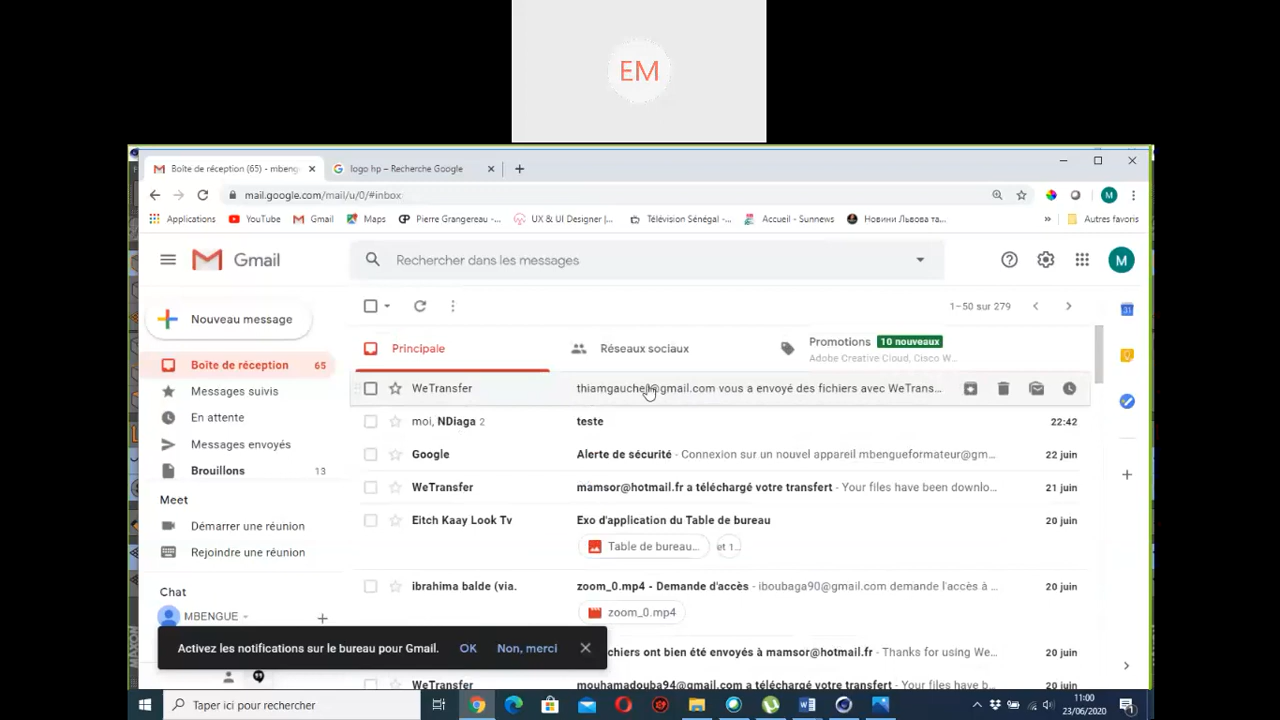 EM
Boîte de réception (65) - mbeng
logo hp – Recherche Google
mail.google.com/mail/u/0/#inbox
Applications
YouTube
Gmail
Maps
Pierre Grangereau -...
UX & UI Designer |...
Télévision Sénégal -...
Accueil - Sunnews
Новини Львова та...
»
Autres favoris
M
Gmail
Rechercher dans les messages
M
Nouveau message
1–50 sur 279
Boîte de réception 65
Principale
Réseaux sociaux
Promotions 10 nouveaux
Adobe Creative Cloud, Cisco W...
Messages suivis
WeTransfer
vous a envoyé des fichiers avec WeTrans...
En attente
moi, NDiaga 2 teste 22:42
Messages envoyés
Google Alerte de sécurité - Connexion sur un nouvel appareil mbengueformateur@gm... 22 juin
Brouillons 13
WeTransfer mamsor@hotmail.fr a téléchargé votre transfert - Your files have been downlo... 21 juin
Meet
Démarrer une réunion
Eitch Kaay Look Tv Exo d'application du Table de bureau 20 juin
Table de bureau... et 1...
Rejoindre une réunion
Chat
ibrahima balde (via. zoom_0.mp4 - Demande d'accès - iboubaga90@gmail.com demande l'accès à ... 20 juin
zoom_0.mp4
MBENGUE
Activez les notifications sur le bureau pour Gmail. OK Non, merci
chiers ont bien été envoyés à mamsor@hotmail.fr - Thanks for using We... 20 juin
WeTransfer mouhamadouba94@gmail.com a téléchargé votre transfert - Your files have b... 20 juin
Taper ici pour rechercher
11:00
23/06/2020